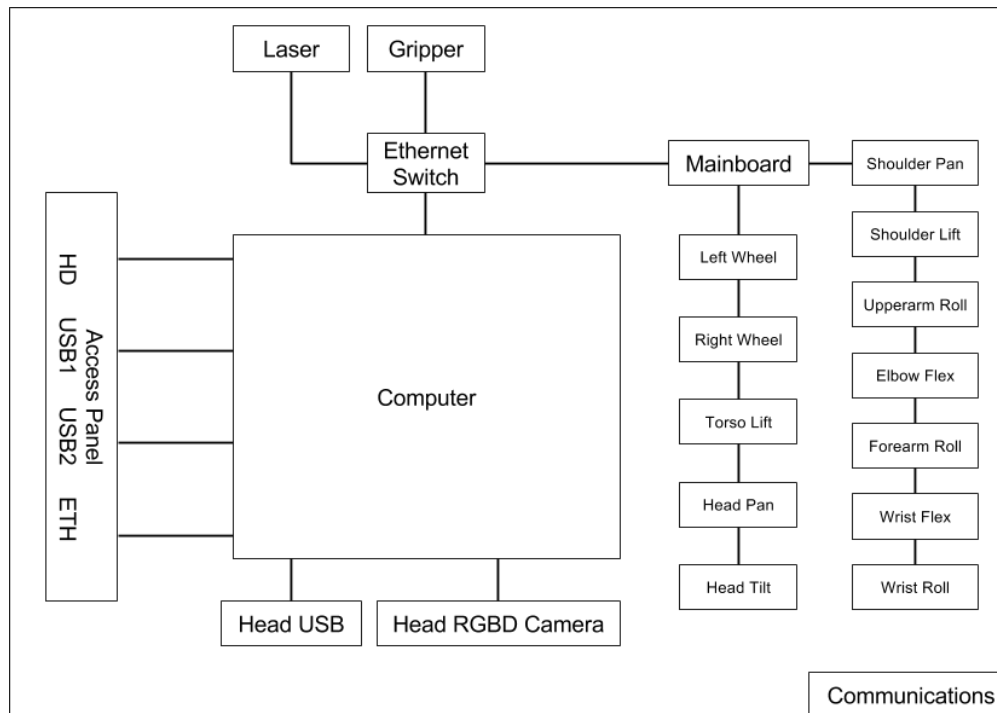 Laser
Gripper
Ethernet
Switch
Mainboard
Shoulder Pan
Shoulder Lift
Upperarm Roll
Elbow Flex
Forearm Roll
Wrist Flex
Wrist Roll
Left Wheel
Right Wheel
Torso Lift
Head Pan
Head Tilt
Access Panel
HD
USB1
USB2
ETH
Computer
Head USB
Head RGBD Camera
Communications